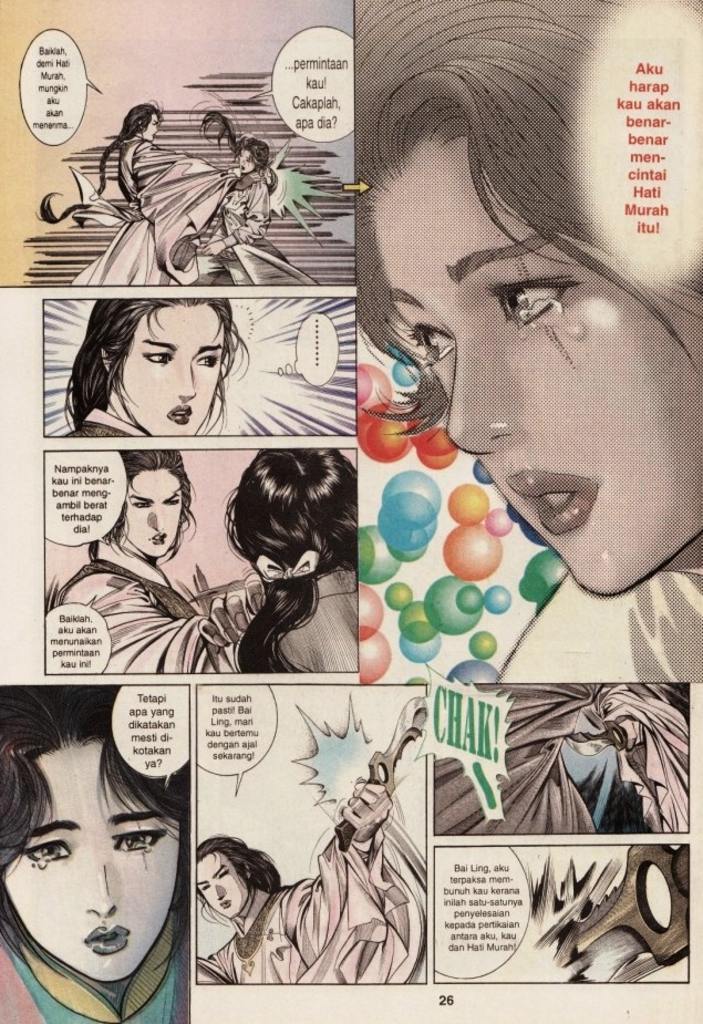 Baiklah,
demi Hati
Murah,
mungkin
aku
akan
menerima...
...permintaan
kau!
Cakaplah,
apa dia?
Aku
harap
kau akan
benar-
benar
men-
cintai
Hati
Murah
itu!
........
Nampaknya
kau ini benar-
benar meng-
ambil berat
terhadap
dia!
Baiklah,
aku akan
menunaikan
permintaan
kau ini!
Tetapi
apa yang
dikatakan
mesti di-
kotakan
ya?
Itu sudah
pasti! Bai
Ling, mari
kau bertemu
dengan ajal
sekarang!
CHAK!
Bai Ling, aku
terpaksa mem-
bunuh kau kerana
inilah satu-satunya
penyelesaian
kepada pertikaian
antara aku, kau
dan Hati Murah!
26